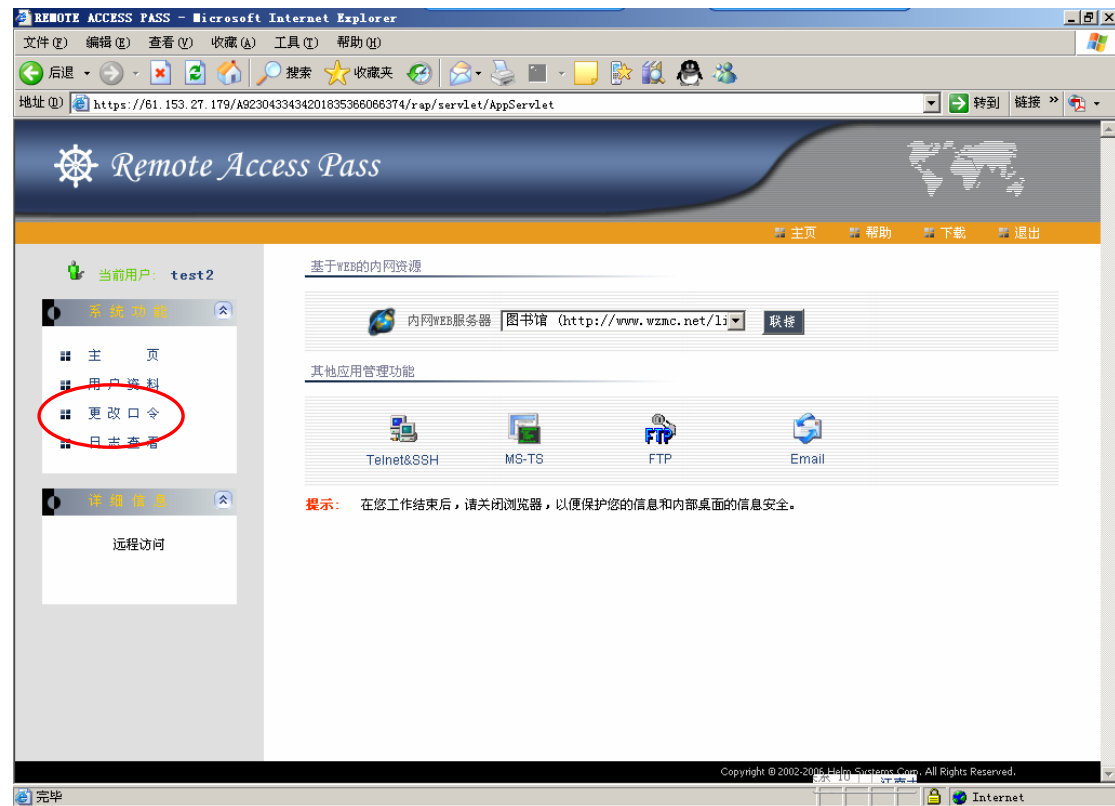 REMOTE ACCESS PASS - Microsoft Internet Explorer
文件(F) 编辑(E) 查看(V) 收藏(A) 工具(T) 帮助(H)
后退 搜索 收藏夹
地址(D) https://61.153.27.179/A9230433434201835366066374/rap/servlet/AppServlet 转到 链接 »
Remote Access Pass
主页 帮助 下载 退出
当前用户: test2
系统功能
主 页
用户资料
更改口令
日志查看
详细信息
远程访问
基于WEB的内网资源
内网WEB服务器 图书馆 (http://www.wzmc.net/li 联接
其他应用管理功能
Telnet&SSH MS-TS FTP Email
提示: 在您工作结束后，请关闭浏览器，以便保护您的信息和内部桌面的信息安全。
Copyright © 2002-2006 Helm Systems Corp. All Rights Reserved.
完毕 Internet